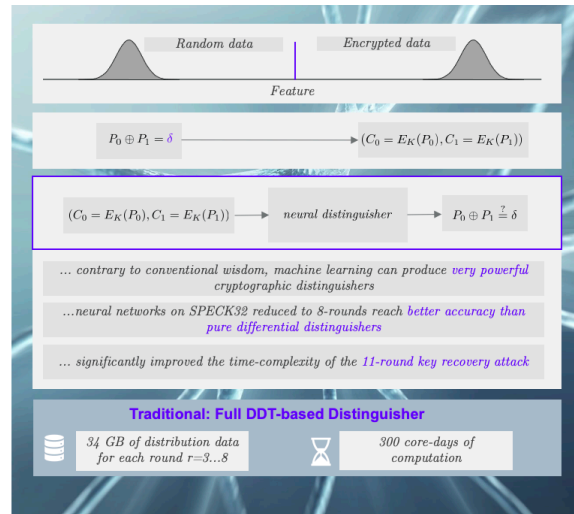 Random data
Encrypted data
Feature
P₀ ⊕ P₁ = δ
(C₀ = E_K(P₀), C₁ = E_K(P₁))
(C₀ = E_K(P₀), C₁ = E_K(P₁))
neural distinguisher
P₀ ⊕ P₁ ≟ δ
... contrary to conventional wisdom, machine learning can produce very powerful
cryptographic distinguishers
...neural networks on SPECK32 reduced to 8-rounds reach better accuracy than
pure differential distinguishers
... significantly improved the time-complexity of the 11-round key recovery attack
Traditional: Full DDT-based Distinguisher
34 GB of distribution data
for each round r=3...8
300 core-days of
computation